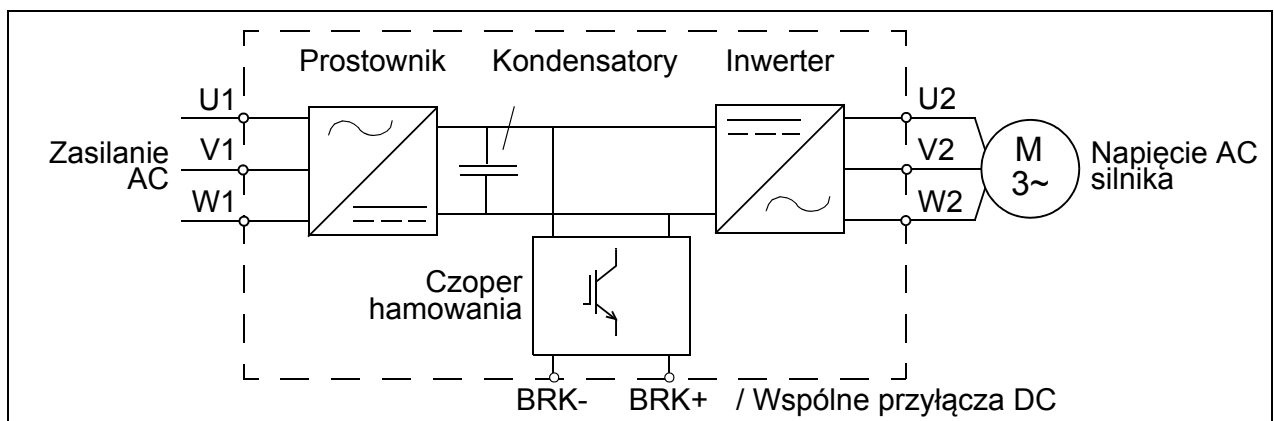 Prostownik Kondensatory Inwerter
U1 U2
Zasilanie AC
V1 V2
M 3~
Napięcie AC silnika
W1 W2
Czoper hamowania
BRK- BRK+ / Wspólne przyłącza DC